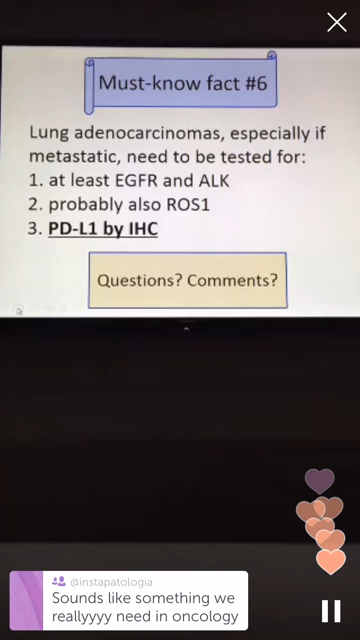 Must-know fact #6
Lung adenocarcinomas, especially if
metastatic, need to be tested for:
1. at least EGFR and ALK
2. probably also ROS1
3. PD-L1 by IHC
Questions? Comments?
@instapatologia
Sounds like something we
reallyyyy need in oncology